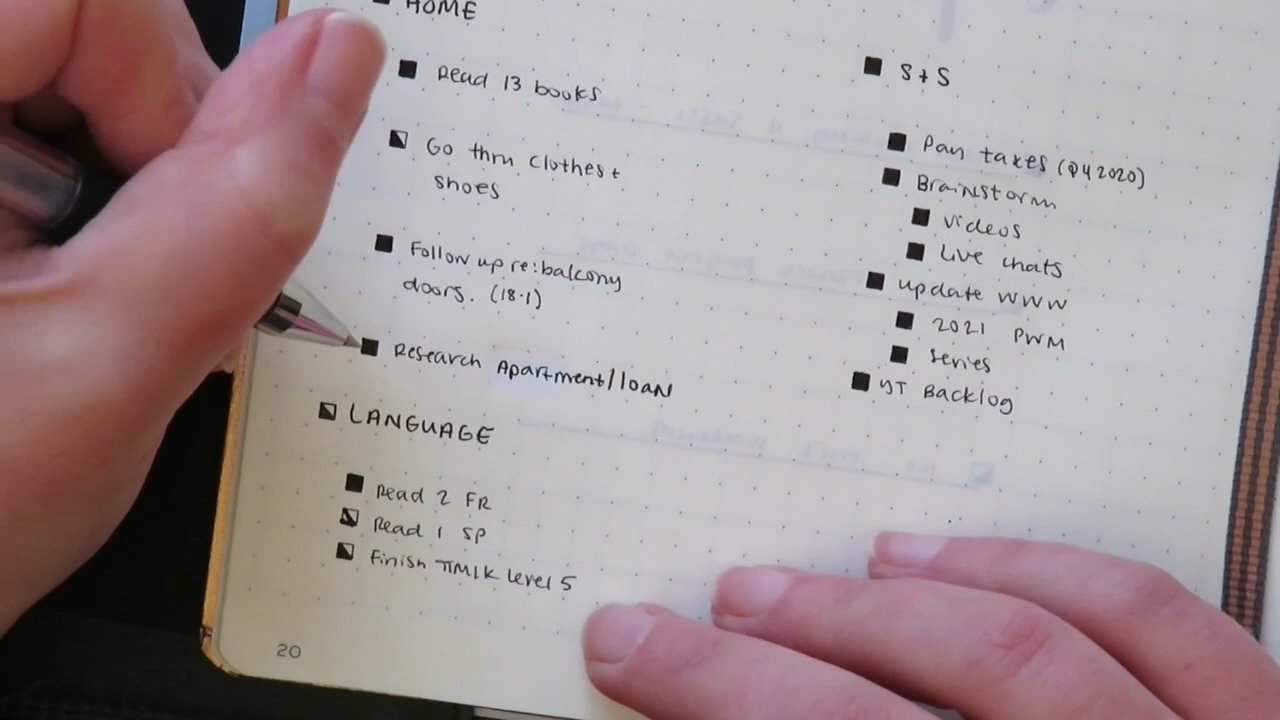 HOME
Read 13 books
Go thru clothes +
shoes
Follow up re: balcony
doors. (18.1)
Research Apartment/loan
LANGUAGE
Read 2 FR
Read 1 SP
Finish TTMIK Level 5
20
S + S
Pay taxes (Q4 2020)
Brainstorm
videos
Live chats
update WWW
2021 PWM
series
YT Backlog